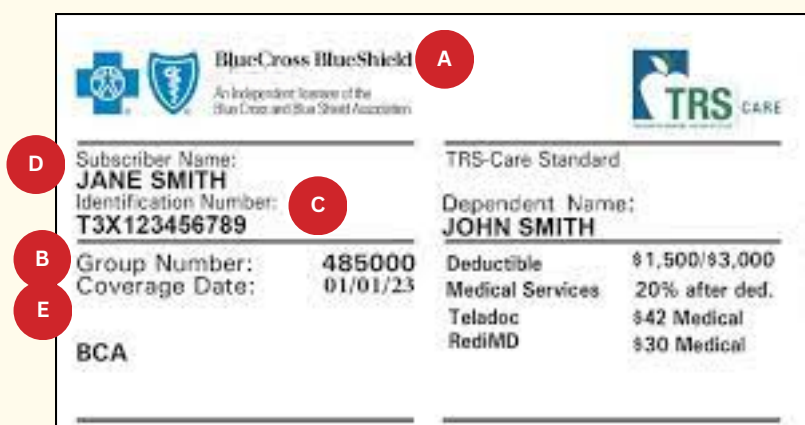 BlueCross BlueShield
A
An Independent licensee of the
Blue Cross and Blue Shield Association
TRS CARE
D
Subscriber Name:
JANE SMITH
Identification Number:
C
T3X123456789
TRS-Care Standard
Dependent Name:
JOHN SMITH
B
Group Number: 485000
E
Coverage Date: 01/01/23
BCA
Deductible $1,500/$3,000
Medical Services 20% after ded.
Teladoc $42 Medical
RediMD $30 Medical